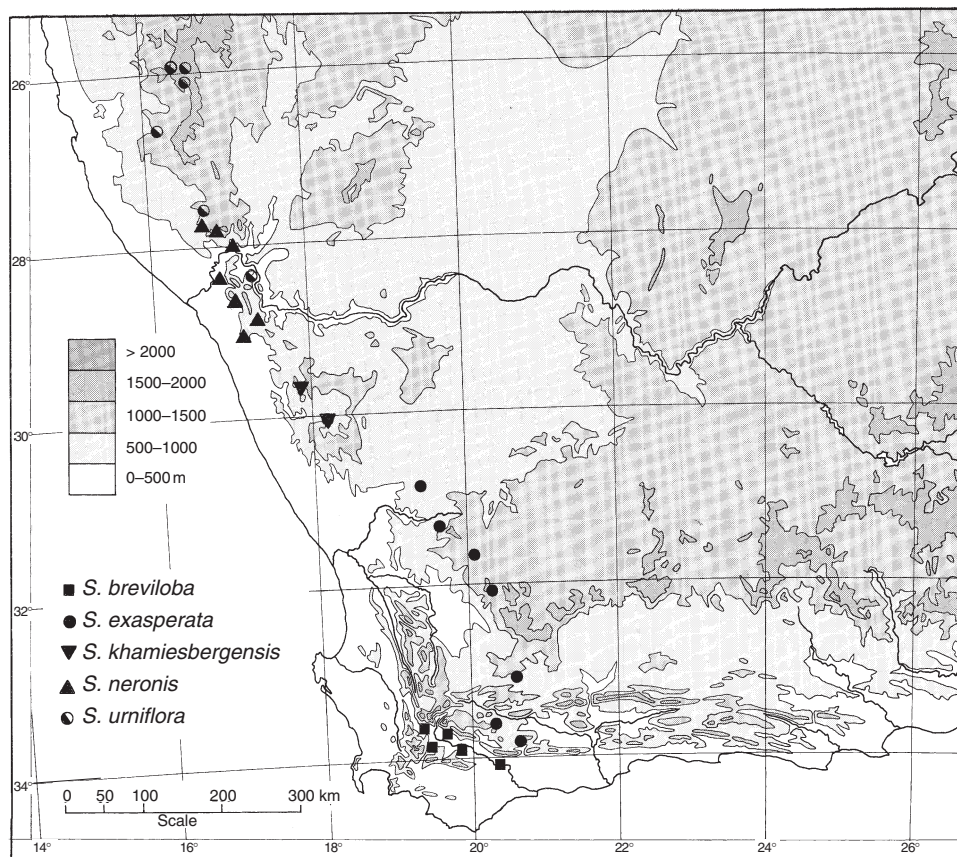 26°
28°
> 2000
1500–2000
1000–1500
500–1000
0–500 m
30°
S. breviloba
S. exasperata
S. khamiesbergensis
S. neronis
S. urniflora
32°
34°
0 50 100 200 300 km
Scale
14° 16 18 20 22 24 26